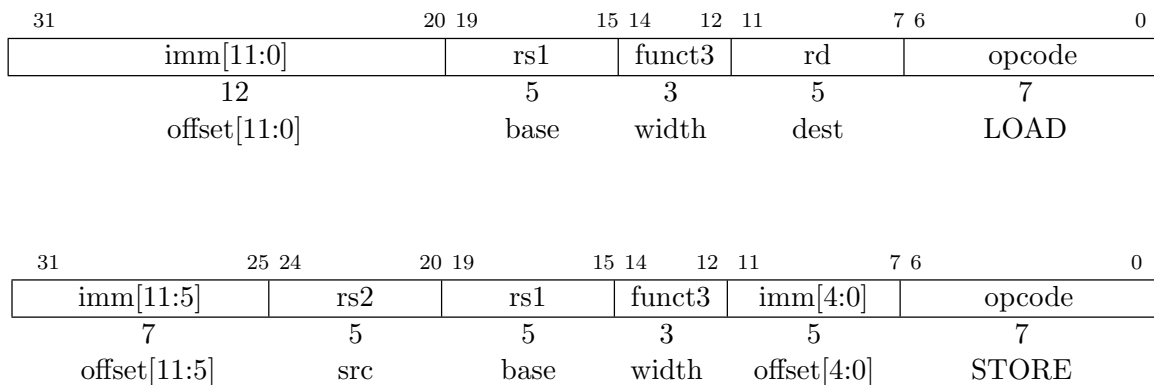 31 20 19 15 14 12 11 7 6 0
imm[11:0] rs1 funct3 rd opcode
12 5 3 5 7
offset[11:0] base width dest LOAD
31 25 24 20 19 15 14 12 11 7 6 0
imm[11:5] rs2 rs1 funct3 imm[4:0] opcode
7 5 5 3 5 7
offset[11:5] src base width offset[4:0] STORE